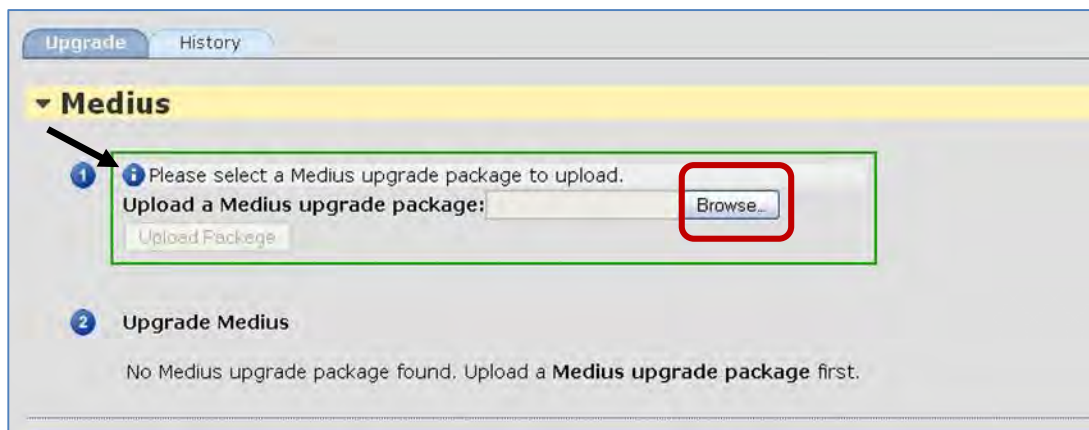 Upgrade History
Medius
1 Please select a Medius upgrade package to upload.
Upload a Medius upgrade package: Browse...
Upload Package
2 Upgrade Medius
No Medius upgrade package found. Upload a Medius upgrade package first.